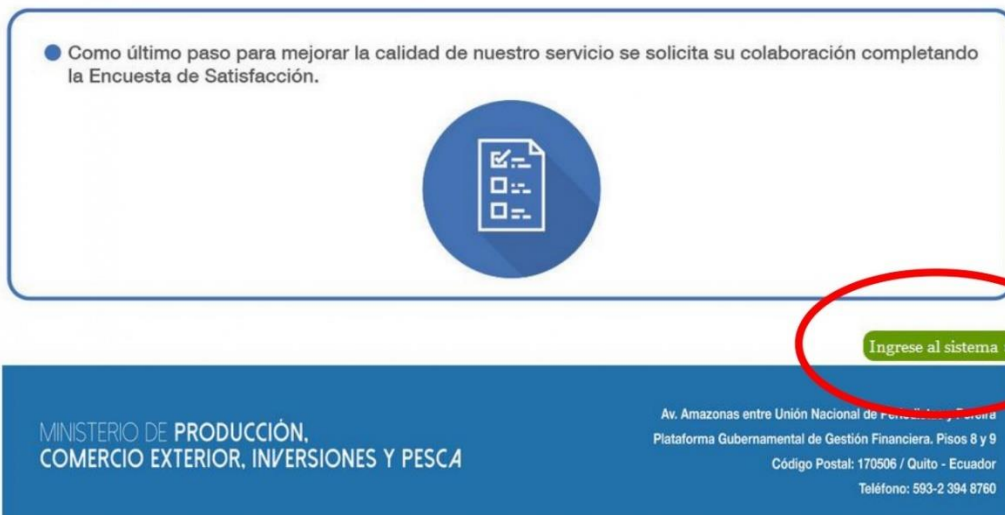 Como último paso para mejorar la calidad de nuestro servicio se solicita su colaboración completando
la Encuesta de Satisfacción.
Ingrese al sistema
MINISTERIO DE PRODUCCIÓN,
COMERCIO EXTERIOR, INVERSIONES Y PESCA
Av. Amazonas entre Unión Nacional de
Plataforma Gubernamental de Gestión Financiera. Pisos 8 y 9
Código Postal: 170506 / Quito - Ecuador
Teléfono: 593-2 394 8760